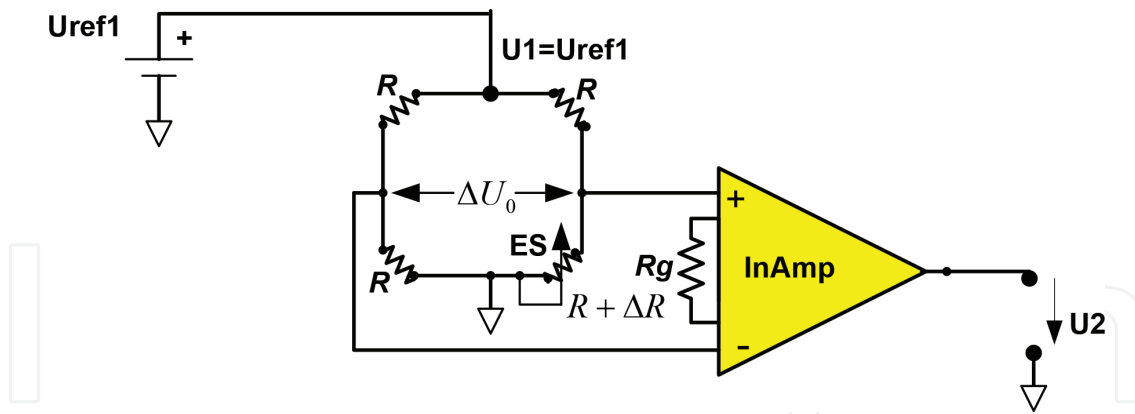 Uref1
+
U1=Uref1
R
R
ΔU₀
+
ES
Rg
InAmp
R
R + ΔR
U2
-